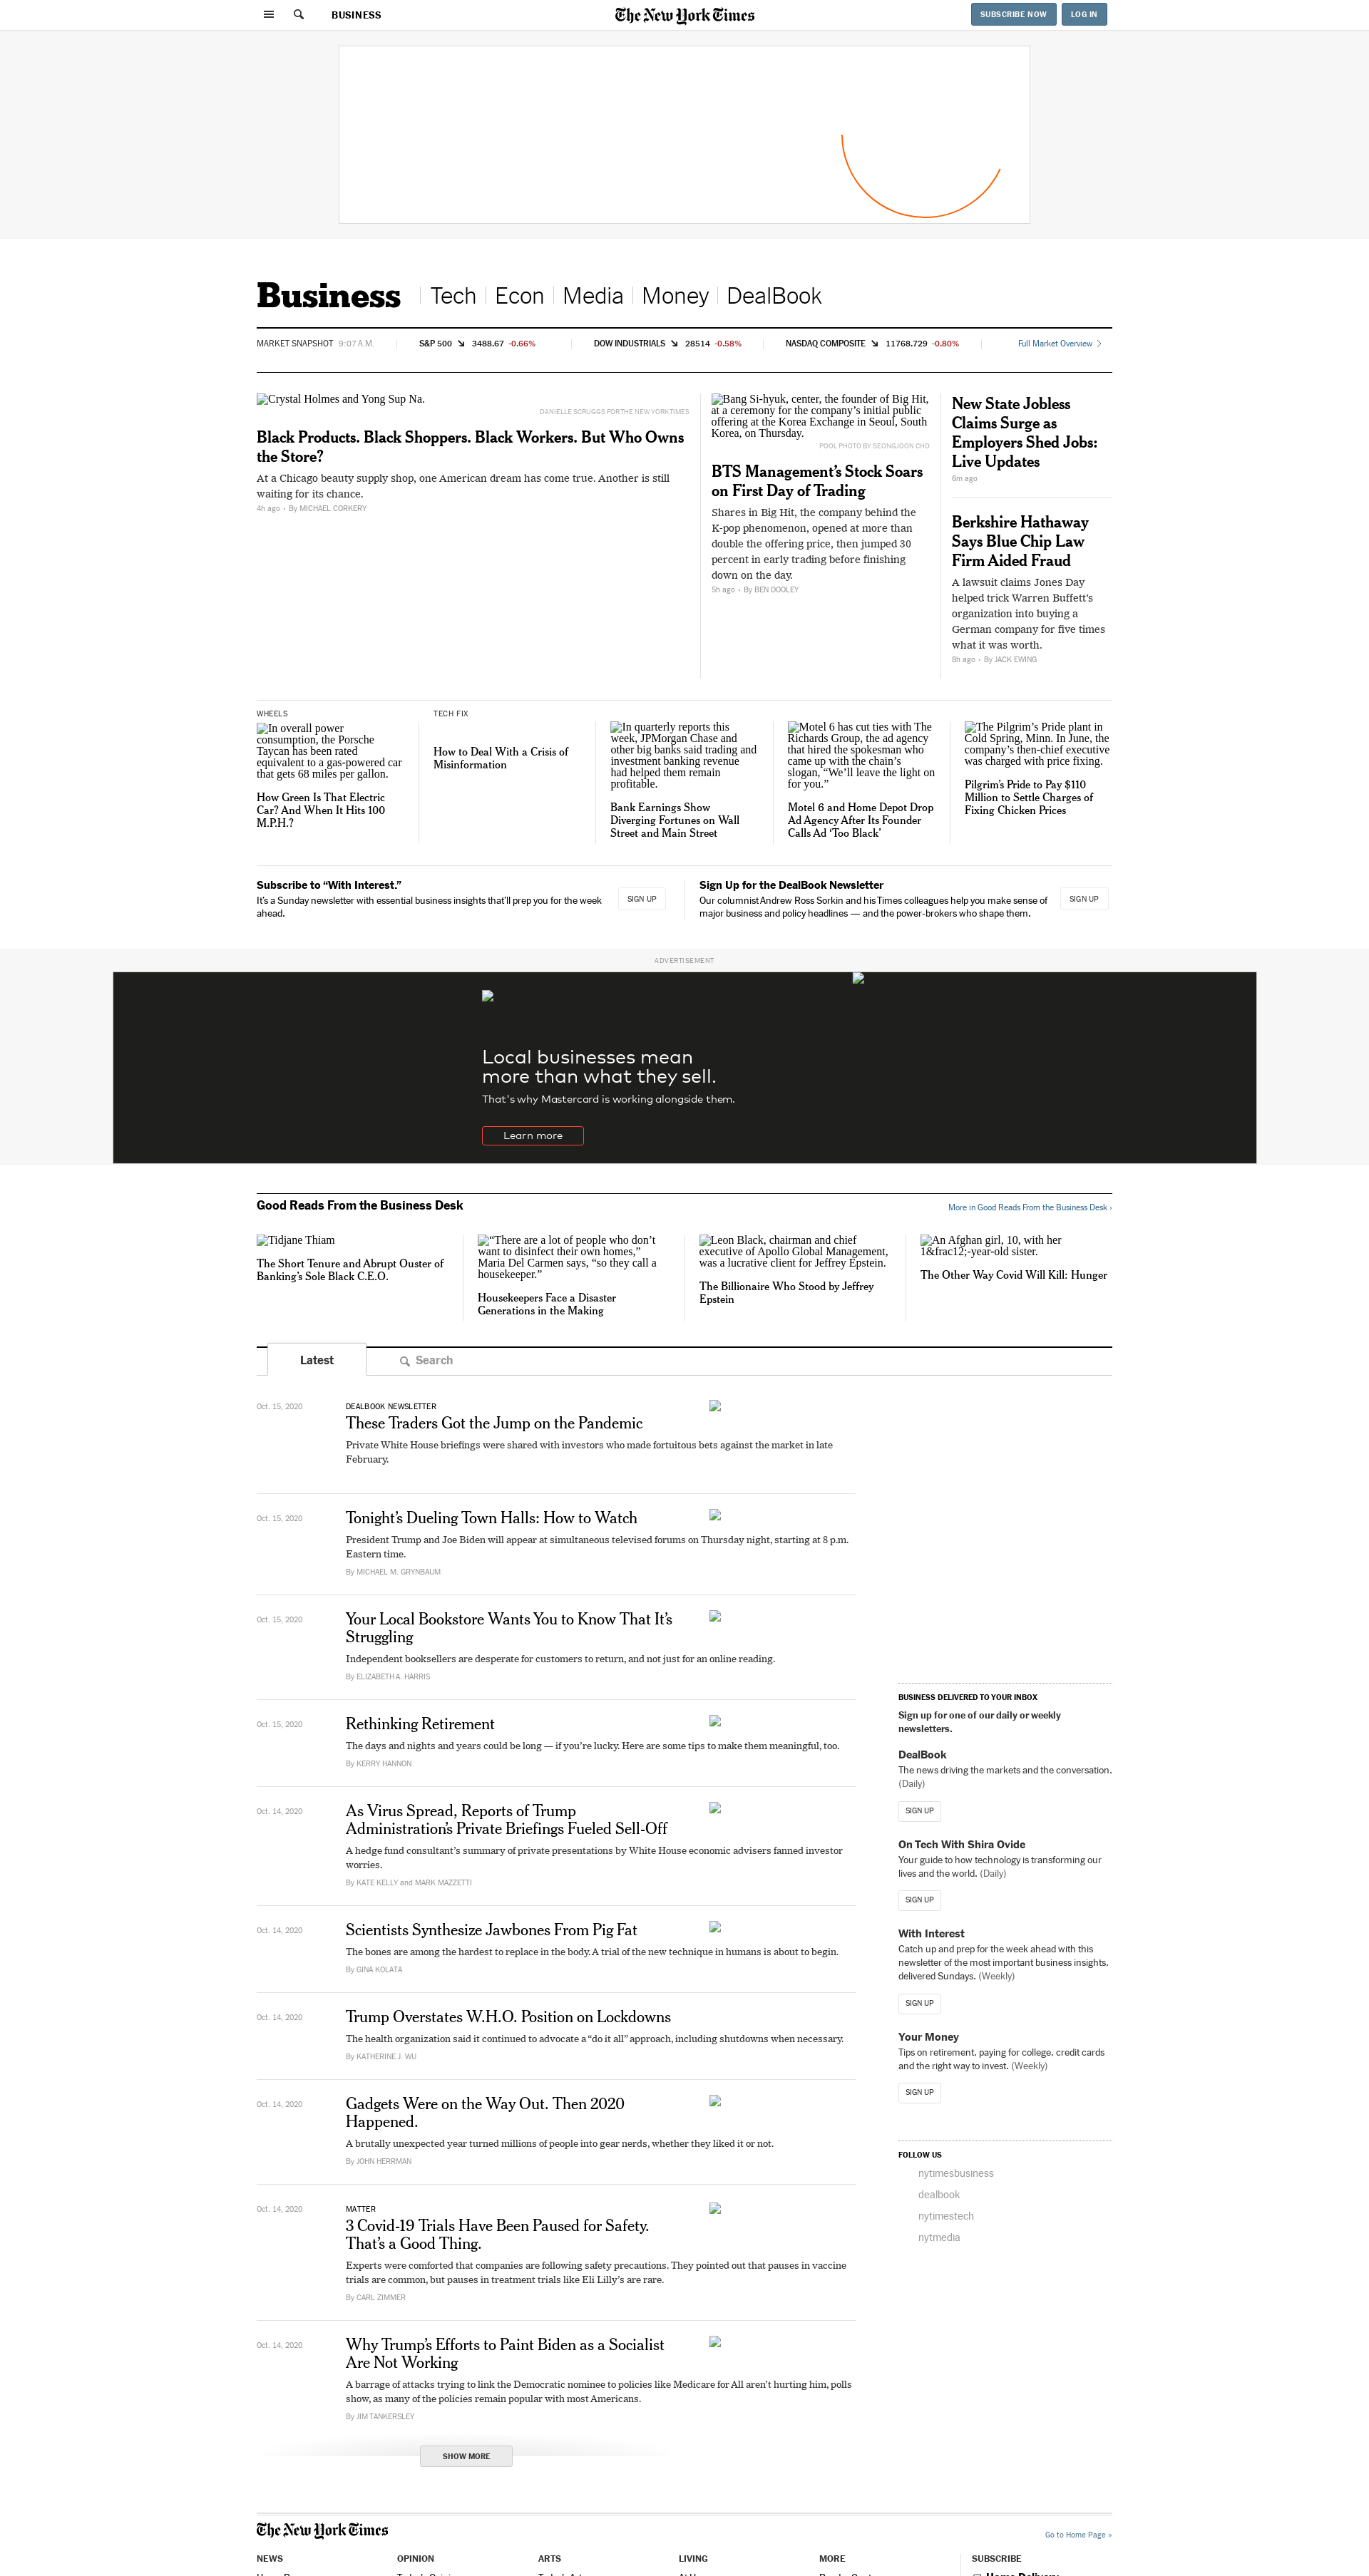 BUSINESS
The New York Times
SUBSCRIBE NOW
LOG IN
Business
Tech
Econ
Media
Money
DealBook
MARKET SNAPSHOT 9:07 A.M.
S&P 500 3488.67 -0.66%
DOW INDUSTRIALS 28514 -0.58%
NASDAQ COMPOSITE 11768.729 -0.80%
Full Market Overview
Crystal Holmes and Yong Sup Na.
DANIELLE SCRUGGS FOR THE NEW YORK TIMES
Black Products. Black Shoppers. Black Workers. But Who Owns
the Store?
At a Chicago beauty supply shop, one American dream has come true. Another is still
waiting for its chance.
4h ago • By MICHAEL CORKERY
Bang Si-hyuk, center, the founder of Big Hit,
at a ceremony for the company’s initial public
offering at the Korea Exchange in Seoul, South
Korea, on Thursday.
POOL PHOTO BY SEONGJOON CHO
BTS Management’s Stock Soars
on First Day of Trading
Shares in Big Hit, the company behind the
K-pop phenomenon, opened at more than
double the offering price, then jumped 30
percent in early trading before finishing
down on the day.
5h ago • By BEN DOOLEY
New State Jobless
Claims Surge as
Employers Shed Jobs:
Live Updates
6m ago
Berkshire Hathaway
Says Blue Chip Law
Firm Aided Fraud
A lawsuit claims Jones Day
helped trick Warren Buffett’s
organization into buying a
German company for five times
what it was worth.
8h ago • By JACK EWING
WHEELS
In overall power
consumption, the Porsche
Taycan has been rated
equivalent to a gas-powered car
that gets 68 miles per gallon.
How Green Is That Electric
Car? And When It Hits 100
M.P.H.?
TECH FIX
How to Deal With a Crisis of
Misinformation
In quarterly reports this
week, JPMorgan Chase and
other big banks said trading and
investment banking revenue
had helped them remain
profitable.
Bank Earnings Show
Diverging Fortunes on Wall
Street and Main Street
Motel 6 has cut ties with The
Richards Group, the ad agency
that hired the spokesman who
came up with the chain’s
slogan, “We’ll leave the light on
for you.”
Motel 6 and Home Depot Drop
Ad Agency After Its Founder
Calls Ad ‘Too Black’
The Pilgrim’s Pride plant in
Cold Spring, Minn. In June, the
company’s then-chief executive
was charged with price fixing.
Pilgrim’s Pride to Pay $110
Million to Settle Charges of
Fixing Chicken Prices
Subscribe to “With Interest.”
It’s a Sunday newsletter with essential business insights that’ll prep you for the week
ahead.
SIGN UP
Sign Up for the DealBook Newsletter
Our columnist Andrew Ross Sorkin and his Times colleagues help you make sense of
major business and policy headlines — and the power-brokers who shape them.
SIGN UP
ADVERTISEMENT
Local businesses mean
more than what they sell.
That's why Mastercard is working alongside them.
Learn more
Good Reads From the Business Desk
More in Good Reads From the Business Desk ›
Tidjane Thiam
The Short Tenure and Abrupt Ouster of
Banking’s Sole Black C.E.O.
“There are a lot of people who don’t
want to disinfect their own homes,”
Maria Del Carmen says, “so they call a
housekeeper.”
Housekeepers Face a Disaster
Generations in the Making
Leon Black, chairman and chief
executive of Apollo Global Management,
was a lucrative client for Jeffrey Epstein.
The Billionaire Who Stood by Jeffrey
Epstein
An Afghan girl, 10, with her
1&frac12;-year-old sister.
The Other Way Covid Will Kill: Hunger
Latest
Search
Oct. 15, 2020
DEALBOOK NEWSLETTER
These Traders Got the Jump on the Pandemic
Private White House briefings were shared with investors who made fortuitous bets against the market in late
February.
Oct. 15, 2020
Tonight’s Dueling Town Halls: How to Watch
President Trump and Joe Biden will appear at simultaneous televised forums on Thursday night, starting at 8 p.m.
Eastern time.
By MICHAEL M. GRYNBAUM
Oct. 15, 2020
Your Local Bookstore Wants You to Know That It’s
Struggling
Independent booksellers are desperate for customers to return, and not just for an online reading.
By ELIZABETH A. HARRIS
Oct. 15, 2020
Rethinking Retirement
The days and nights and years could be long — if you’re lucky. Here are some tips to make them meaningful, too.
By KERRY HANNON
Oct. 14, 2020
As Virus Spread, Reports of Trump
Administration’s Private Briefings Fueled Sell-Off
A hedge fund consultant’s summary of private presentations by White House economic advisers fanned investor
worries.
By KATE KELLY and MARK MAZZETTI
Oct. 14, 2020
Scientists Synthesize Jawbones From Pig Fat
The bones are among the hardest to replace in the body. A trial of the new technique in humans is about to begin.
By GINA KOLATA
Oct. 14, 2020
Trump Overstates W.H.O. Position on Lockdowns
The health organization said it continued to advocate a “do it all” approach, including shutdowns when necessary.
By KATHERINE J. WU
Oct. 14, 2020
Gadgets Were on the Way Out. Then 2020
Happened.
A brutally unexpected year turned millions of people into gear nerds, whether they liked it or not.
By JOHN HERRMAN
Oct. 14, 2020
MATTER
3 Covid-19 Trials Have Been Paused for Safety.
That’s a Good Thing.
Experts were comforted that companies are following safety precautions. They pointed out that pauses in vaccine
trials are common, but pauses in treatment trials like Eli Lilly’s are rare.
By CARL ZIMMER
Oct. 14, 2020
Why Trump’s Efforts to Paint Biden as a Socialist
Are Not Working
A barrage of attacks trying to link the Democratic nominee to policies like Medicare for All aren’t hurting him, polls
show, as many of the policies remain popular with most Americans.
By JIM TANKERSLEY
SHOW MORE
BUSINESS DELIVERED TO YOUR INBOX
Sign up for one of our daily or weekly
newsletters.
DealBook
The news driving the markets and the conversation.
(Daily)
SIGN UP
On Tech With Shira Ovide
Your guide to how technology is transforming our
lives and the world. (Daily)
SIGN UP
With Interest
Catch up and prep for the week ahead with this
newsletter of the most important business insights,
delivered Sundays. (Weekly)
SIGN UP
Your Money
Tips on retirement, paying for college, credit cards
and the right way to invest. (Weekly)
SIGN UP
FOLLOW US
nytimesbusiness
dealbook
nytimestech
nytmedia
The New York Times
Go to Home Page »
NEWS
OPINION
ARTS
LIVING
MORE
SUBSCRIBE